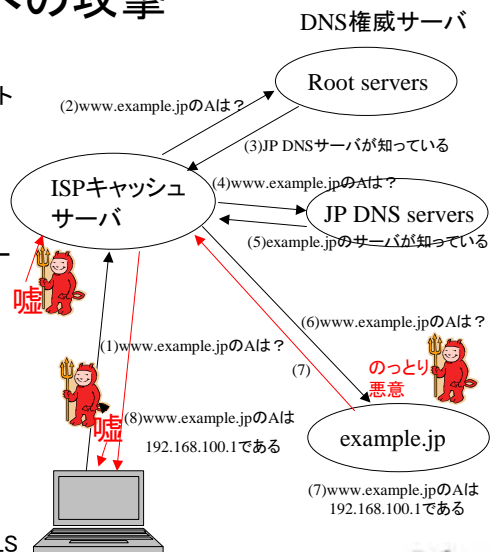 への攻撃
DNS権威サーバ
Root servers
ト
(2)www.example.jpのAは？
(3)JP DNSサーバが知っている
ISPキャッシュ
サーバ
(4)www.example.jpのAは？
JP DNS servers
(5)example.jpのサーバが知っている
ー
嘘
(6)www.example.jpのAは？
(1)www.example.jpのAは？
(7)
のっとり
悪意
嘘
(8)www.example.jpのAは
192.168.100.1である
example.jp
(7)www.example.jpのAは
192.168.100.1である
LS